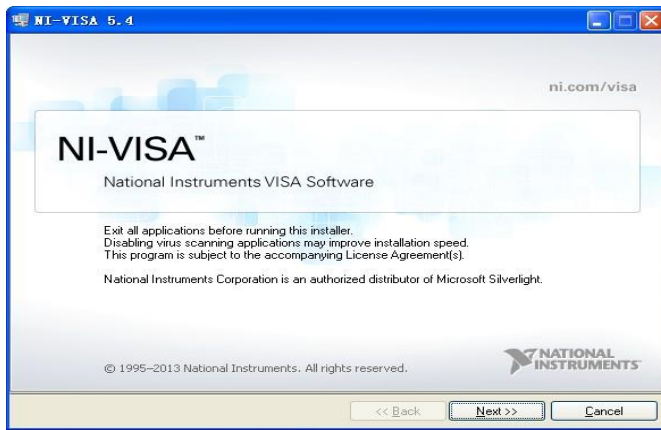 NI-VISA 5.4
ni.com/visa
NI-VISA™
National Instruments VISA Software
Exit all applications before running this installer.
Disabling virus scanning applications may improve installation speed.
This program is subject to the accompanying License Agreement(s).
National Instruments Corporation is an authorized distributor of Microsoft Silverlight.
© 1995–2013 National Instruments. All rights reserved.
NATIONAL
INSTRUMENTS™
<< Back Next >> Cancel